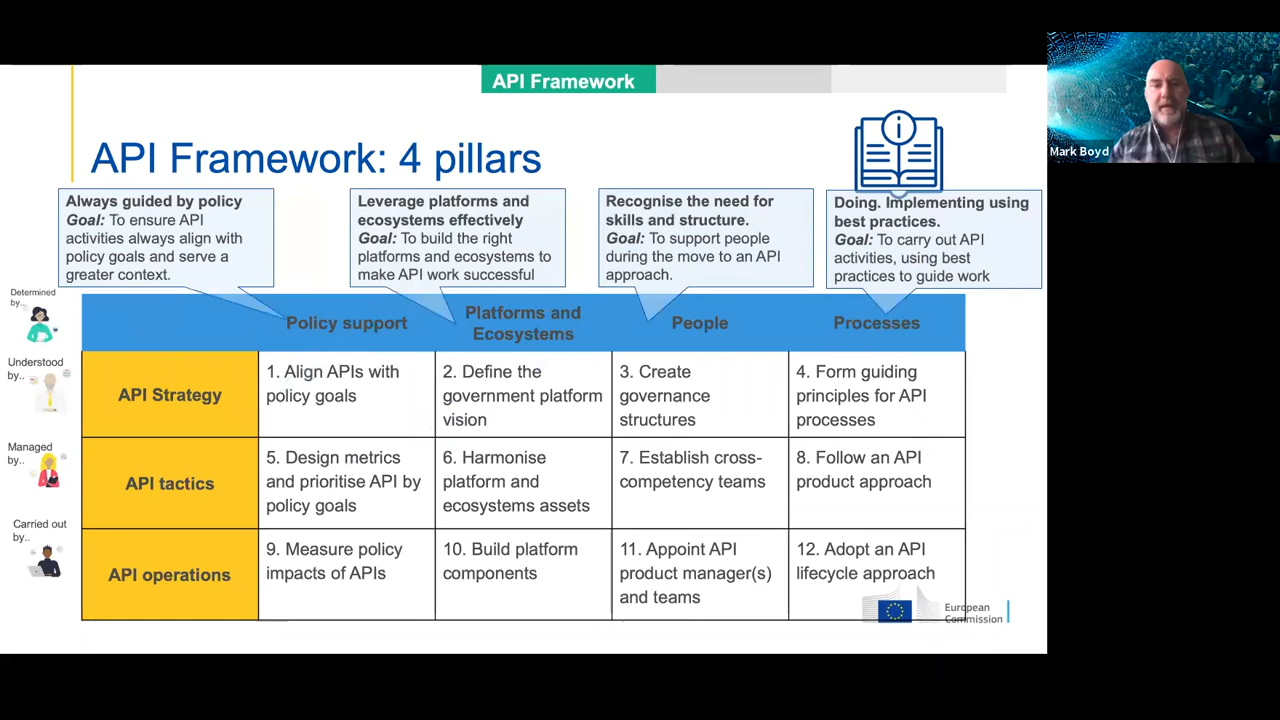 API Framework
API Framework: 4 pillars
Mark Boyd
Always guided by policy
Goal: To ensure API
activities always align with
policy goals and serve a
greater context.
Leverage platforms and
ecosystems effectively
Goal: To build the right
platforms and ecosystems to
make API work successful
Recognise the need for
skills and structure.
Goal: To support people
during the move to an API
approach.
Doing. Implementing using
best practices.
Goal: To carry out API
activities, using best
practices to guide work
Determined
by..
Policy support
Platforms and
Ecosystems
People
Processes
Understood
by..
API Strategy
1. Align APIs with
policy goals
2. Define the
government platform
vision
3. Create
governance
structures
4. Form guiding
principles for API
processes
Managed
by..
API tactics
5. Design metrics
and prioritise API by
policy goals
6. Harmonise
platform and
ecosystems assets
7. Establish cross-
competency teams
8. Follow an API
product approach
Carried out
by..
API operations
9. Measure policy
impacts of APIs
10. Build platform
components
11. Appoint API
product manager(s)
and teams
12. Adopt an API
lifecycle approach
European
Commission